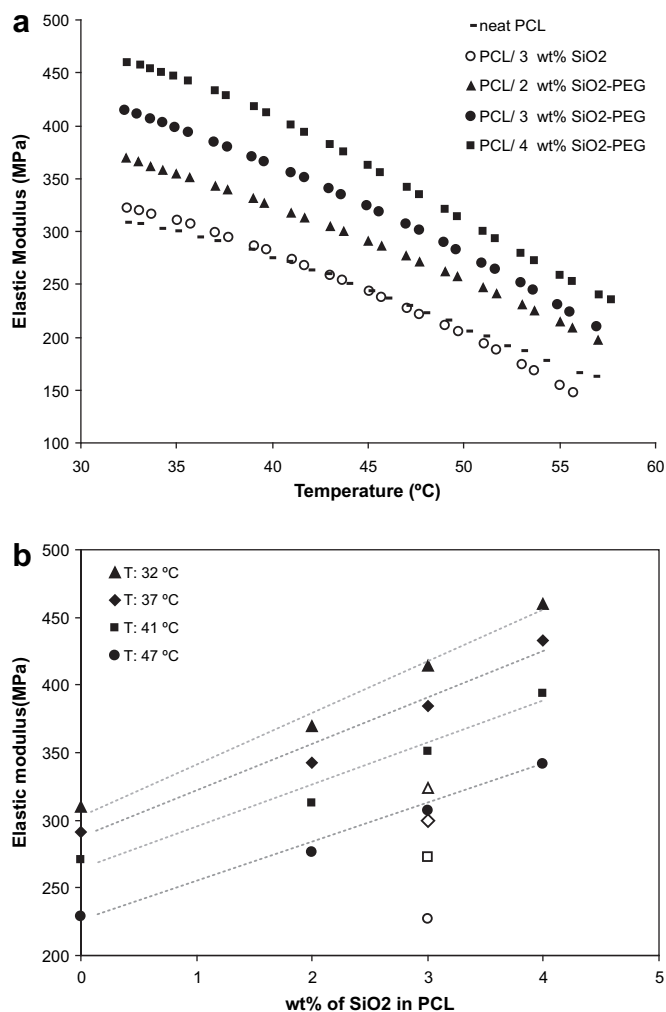 a
500
450
400
350
300
250
200
150
100
Elastic Modulus (MPa)
neat PCL
PCL/ 3 wt% SiO2
PCL/ 2 wt% SiO2-PEG
PCL/ 3 wt% SiO2-PEG
PCL/ 4 wt% SiO2-PEG
30 35 40 45 50 55 60
Temperature (ºC)
b
500
450
400
350
300
250
200
Elastic modulus(MPa)
T: 32 ºC
T: 37 ºC
T: 41 ºC
T: 47 ºC
0 1 2 3 4 5
wt% of SiO2 in PCL